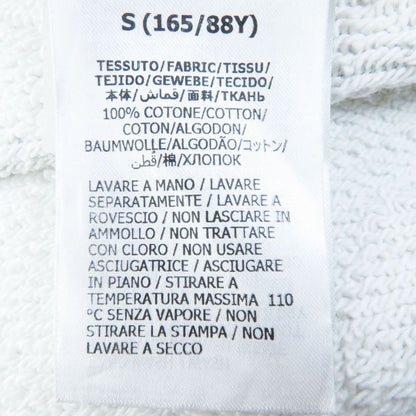 S (165/88Y)
TESSUTO/FABRIC/TISSU/
TEJIDO/GEWEBE/TECIDO/
本体/قماش/面料/ТКАНЬ
100% COTONE/COTTON/
COTON/ALGODON/
BAUMWOLLE/ALGODÃO/コットン/
قطن/棉/ХЛОПОК
LAVARE A MANO / LAVARE
SEPARATAMENTE / LAVARE A
ROVESCIO / NON LASCIARE IN
AMMOLLO / NON TRATTARE
CON CLORO / NON USARE
ASCIUGATRICE / ASCIUGARE
IN PIANO / STIRARE A
TEMPERATURA MASSIMA 110
ºC SENZA VAPORE / NON
STIRARE LA STAMPA / NON
LAVARE A SECCO